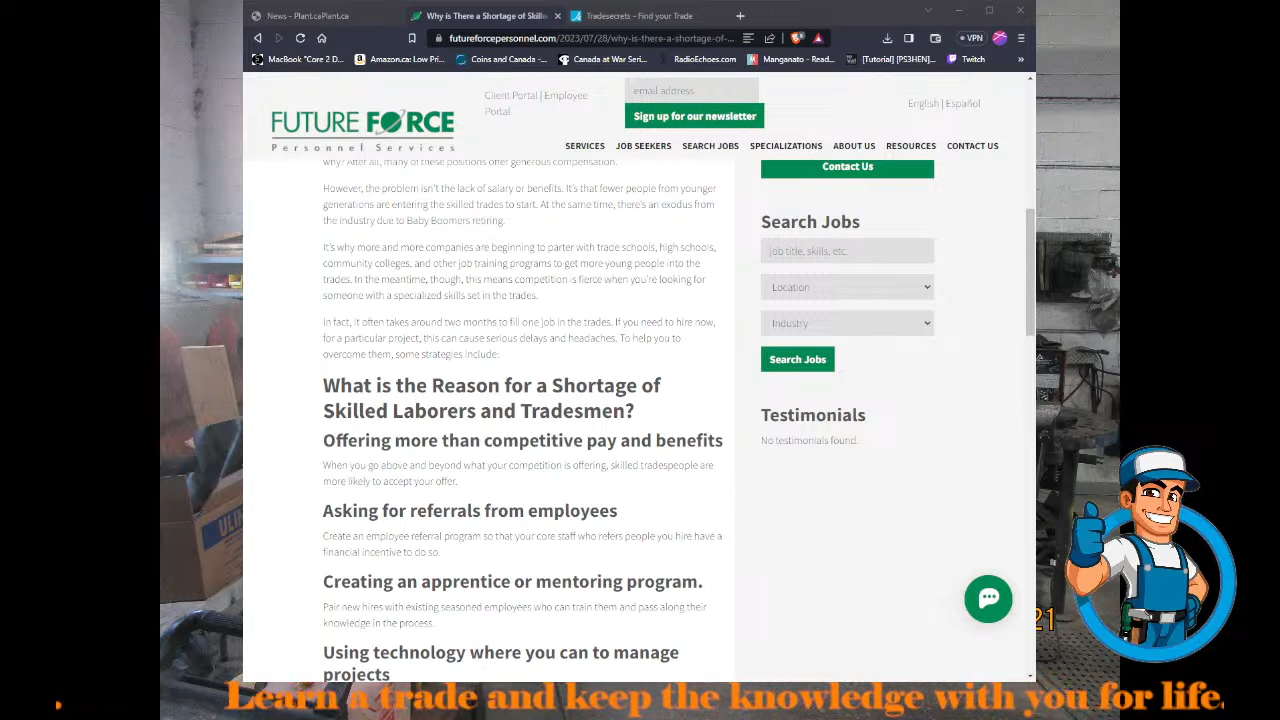 News - Plant.caPlant.ca
Why is There a Shortage of Skille
Tradesecrets - Find your Trade
futureforcepersonnel.com/2023/07/28/why-is-there-a-shortage-of-...
VPN
MacBook "Core 2 D...
Amazon.ca: Low Pri...
Coins and Canada -...
Canada at War Seri...
RadioEchoes.com
Manganato - Read...
[Tutorial] [PS3HEN]...
Twitch
»
Client Portal | Employee
Portal
email address
Sign up for our newsletter
English | Español
FUTURE FORCE
Personnel Services
SERVICES JOB SEEKERS SEARCH JOBS SPECIALIZATIONS ABOUT US RESOURCES CONTACT US
why? After all, many of these positions offer generous compensation.
However, the problem isn't the lack of salary or benefits. It's that fewer people from younger
generations are entering the skilled trades to start. At the same time, there's an exodus from
the industry due to Baby Boomers retiring.
It's why more and more companies are beginning to parter with trade schools, high schools,
community colleges, and other job training programs to get more young people into the
trades. In the meantime, though, this means competition is fierce when you're looking for
someone with a specialized skills set in the trades.
In fact, it often takes around two months to fill one job in the trades. If you need to hire now,
for a particular project, this can cause serious delays and headaches. To help you to
overcome them, some strategies include:
What is the Reason for a Shortage of
Skilled Laborers and Tradesmen?
Offering more than competitive pay and benefits
When you go above and beyond what your competition is offering, skilled tradespeople are
more likely to accept your offer.
Asking for referrals from employees
Create an employee referral program so that your core staff who refers people you hire have a
financial incentive to do so.
Creating an apprentice or mentoring program.
Pair new hires with existing seasoned employees who can train them and pass along their
knowledge in the process.
Using technology where you can to manage
projects
Contact Us
Search Jobs
job title, skills, etc.
Location
Industry
Search Jobs
Testimonials
No testimonials found.
21
Learn a trade and keep the knowledge with you for life.